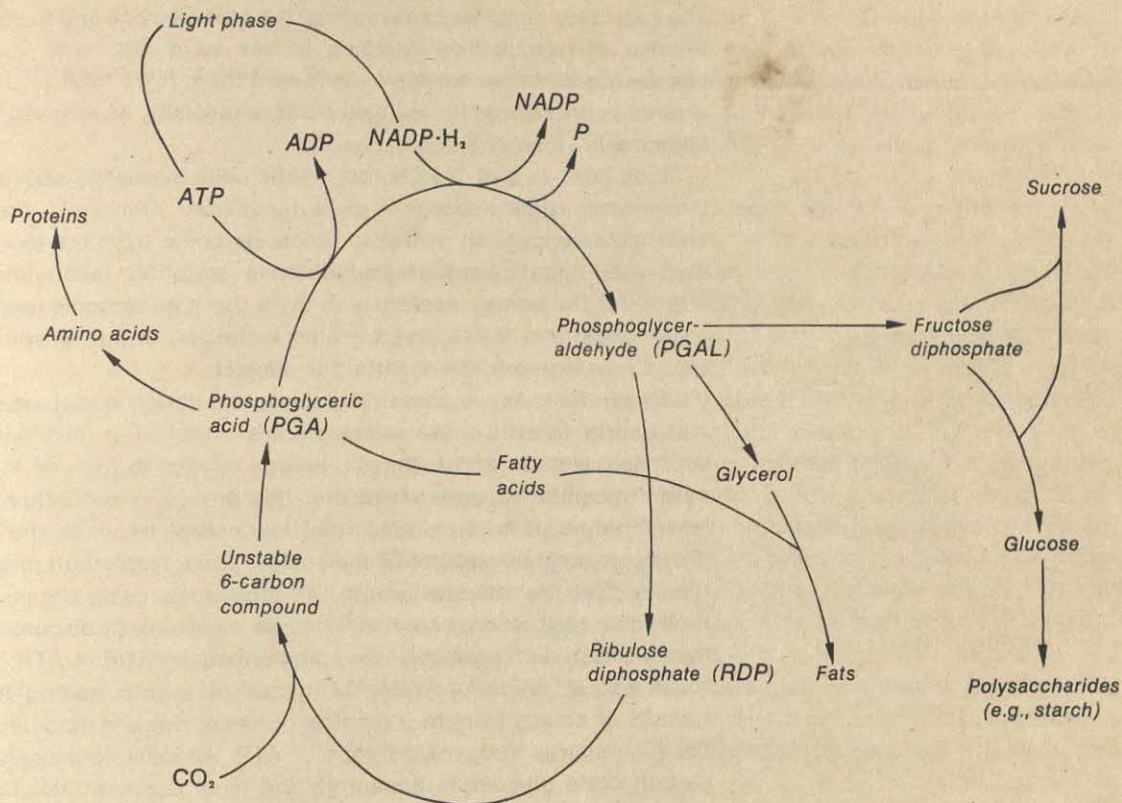 Light phase
NADP
ADP
NADP·H₂
P
ATP
Sucrose
Proteins
Amino acids
Phosphoglycer-
aldehyde (PGAL)
Fructose
diphosphate
Phosphoglyceric
acid (PGA)
Fatty
acids
Glycerol
Unstable
6-carbon
compound
Glucose
Ribulose
diphosphate (RDP)
Fats
Polysaccharides
(e.g., starch)
CO₂